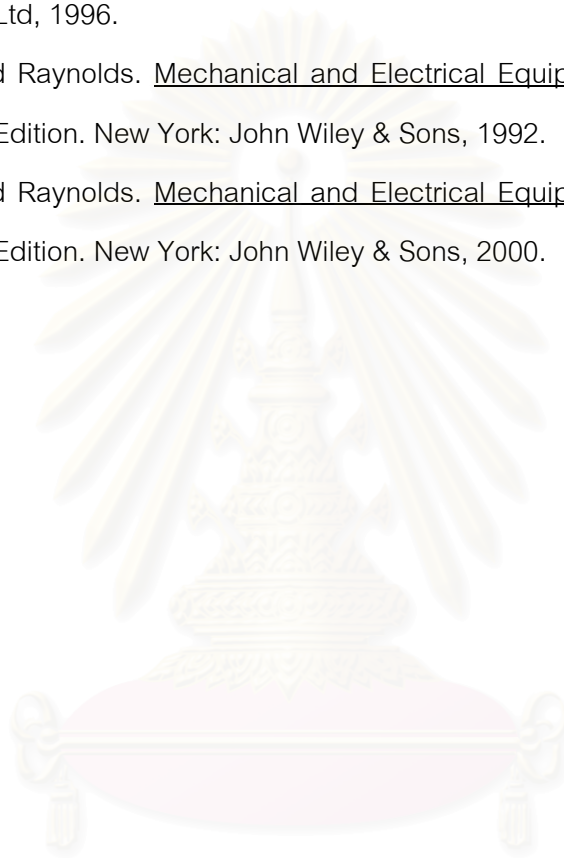 Ltd, 1996.
d Raynolds. Mechanical and Electrical Equip
Edition. New York: John Wiley & Sons, 1992.
d Raynolds. Mechanical and Electrical Equip
Edition. New York: John Wiley & Sons, 2000.